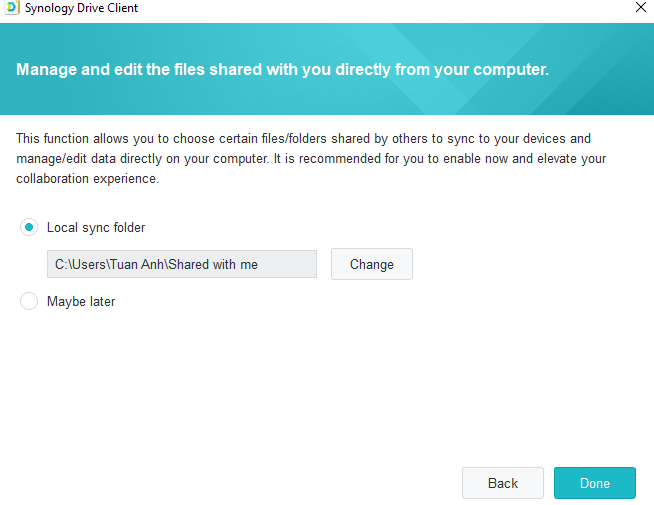 Synology Drive Client
Manage and edit the files shared with you directly from your computer.
This function allows you to choose certain files/folders shared by others to sync to your devices and
manage/edit data directly on your computer. It is recommended for you to enable now and elevate your
collaboration experience.
Local sync folder
C:\Users\Tuan Anh\Shared with me
Change
Maybe later
Back
Done